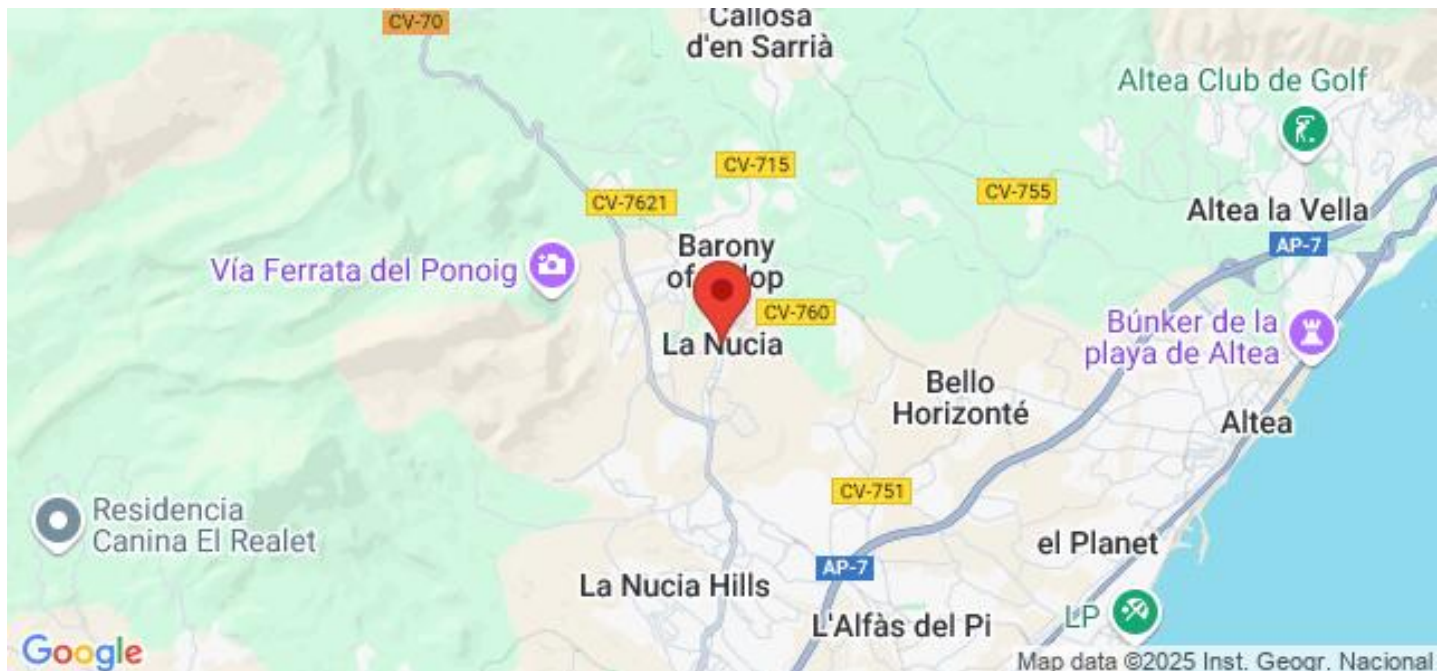 CV-70
Callosa
d'en Sarrià
Altea Club de Golf
CV-715
CV-7621
CV-755
Altea la Vella
AP-7
Vía Ferrata del Ponoig
Barony
CV-760
La Nucia
Búnker de la
playa de Altea
Bello
Horizonté
Altea
CV-751
Residencia
Canina El Realet
el Planet
AP-7
La Nucia Hills
L'Alfàs del Pi
LP
Google
Map data ©2025 Inst. Geogr. Nacional